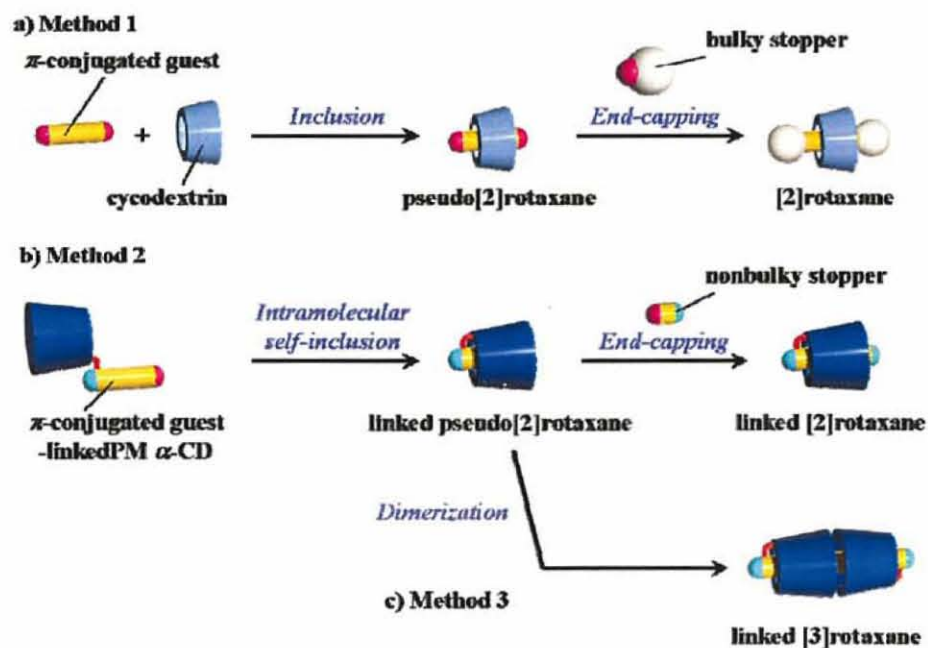 a) Method 1
π-conjugated guest
bulky stopper
+
Inclusion
End-capping
cycodextrin
pseudo[2]rotaxane
[2]rotaxane
b) Method 2
nonbulky stopper
Intramolecular
self-inclusion
End-capping
π-conjugated guest
-linkedPM α-CD
linked pseudo[2]rotaxane
linked [2]rotaxane
Dimerization
c) Method 3
linked [3]rotaxane